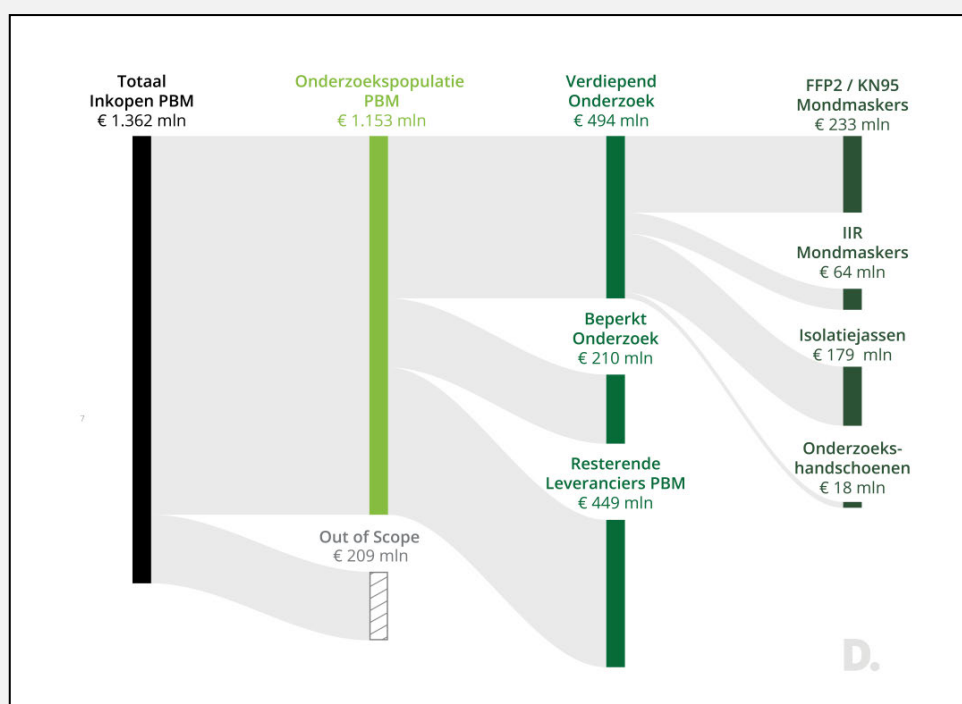 Totaal
Inkopen PBM
€ 1.362 mln
Onderzoekspopulatie
PBM
€ 1.153 mln
Verdiepend
Onderzoek
€ 494 mln
FFP2 / KN95
Mondmaskers
€ 233 mln
IIR
Mondmaskers
€ 64 mln
Beperkt
Onderzoek
€ 210 mln
Isolatiejassen
€ 179 mln
7
Resterende
Leveranciers PBM
€ 449 mln
Onderzoeks-
handschoenen
€ 18 mln
Out of Scope
€ 209 mln
D.